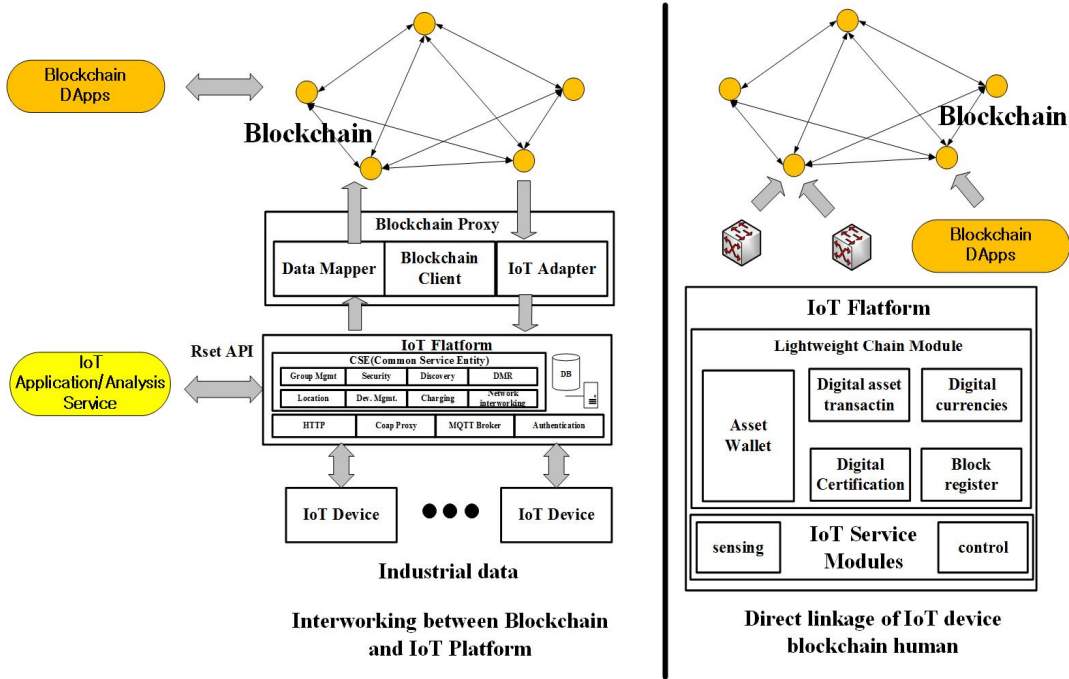 Blockchain
DApps
Blockchain
Blockchain Proxy
Data Mapper
Blockchain
Client
IoT Adapter
Rset API
IoT
Application/Analysis
Service
IoT Flatform
CSE(Common Service Entity)
Group Mgmt
Security
Discovery
DMR
Location
Dev. Mgmt.
Charging
Network
interworking
DB
HTTP
Coap Proxy
MQTT Broker
Authentication
IoT Device
IoT Device
Industrial data
Interworking between Blockchain
and IoT Platform
Blockchain
Blockchain
DApps
IoT Flatform
Lightweight Chain Module
Asset
Wallet
Digital asset
transactin
Digital
currencies
Digital
Certification
Block
register
sensing
IoT Service
Modules
control
Direct linkage of IoT device
blockchain human